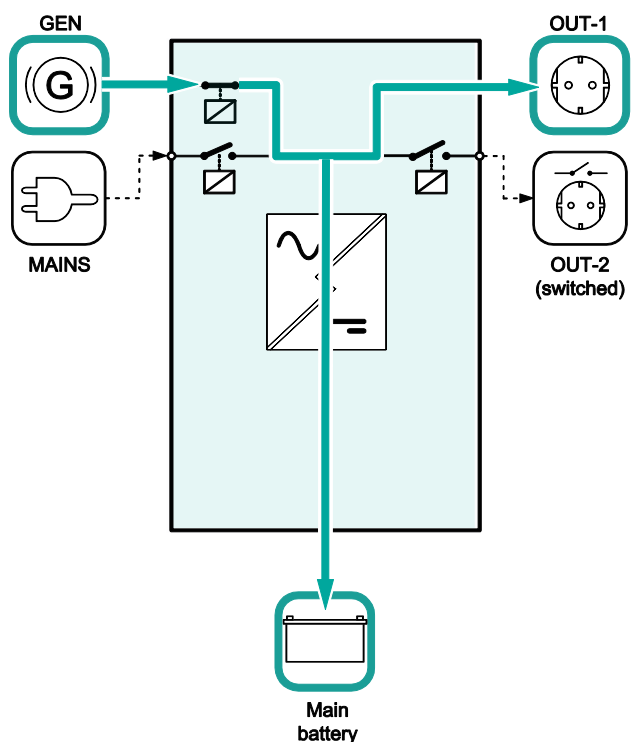 GEN
OUT-1
G
MAINS
OUT-2
(switched)
Main
battery